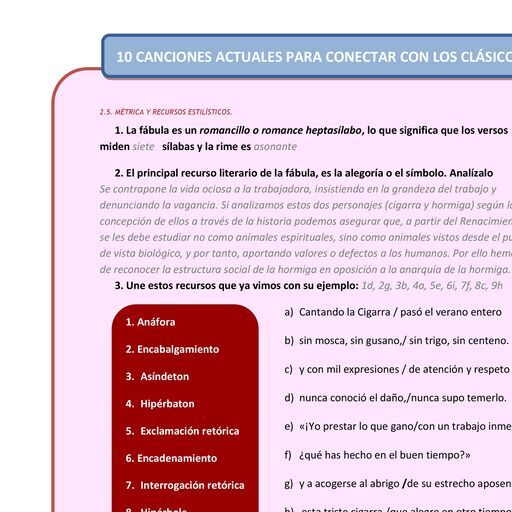 10 CANCIONES ACTUALES PARA CONECTAR CON LOS
2.5. MÉTRICA Y RECURSOS ESTILÍSTICOS.
1. La fábula es un romancillo o romance heptasílabo, lo que significa que los versos
miden siete sílabas y la rime es asonante
2. El principal recurso literario de la fábula, es la alegoría o el símbolo. Analízalo
Se contrapone la vida ociosa a la trabajadora, insistiendo en la grandeza del trabajo y
denunciando la vagancia. Si analizamos estos dos personajes (cigarra y hormiga) según
concepción de ellos a través de la historia podemos asegurar que, a partir del
se les debe estudiar no como animales espirituales, sino como animales vistos desde el
de vista biológico, y por tanto, aportando valores o defectos a los humanos. Por ello
de reconocer la estructura social de la hormiga en oposición a la anarquía de la hormiga.
3. Une estos recursos que ya vimos con su ejemplo: 1d, 2g, 3b, 4a, 5e, 6i, 7f, 8c, 9h
1. Anáfora
2. Encabalgamiento
3. Asíndeton
4. Hipérbaton
5. Exclamación retórica
6. Encadenamiento
7. Interrogación retórica
8. Hipérbole
a) Cantando la Cigarra / pasó el verano entero
b) sin mosca, sin gusano,/ sin trigo, sin centeno.
c) y con mil expresiones / de atención y respeto
d) nunca conoció el daño,/nunca supo temerlo.
e) «¡Yo prestar lo que gano/con un trabajo
f) ¿qué has hecho en el buen tiempo?»
g) y a acogerse al abrigo /de su estrecho
h) esta triste cigarra /que alegre en otro